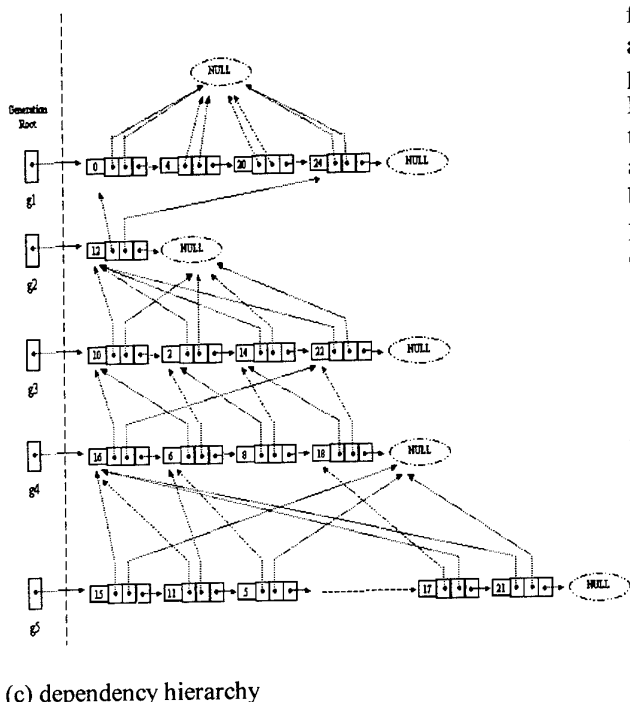 NULL
Generation
Root
0 4 20 24 NULL
g1
12 NULL
g2
10 2 14 22 NULL
g3
16 6 8 18 NULL
g4
15 11 5 17 21 NULL
g5
(c) dependency hierarchy